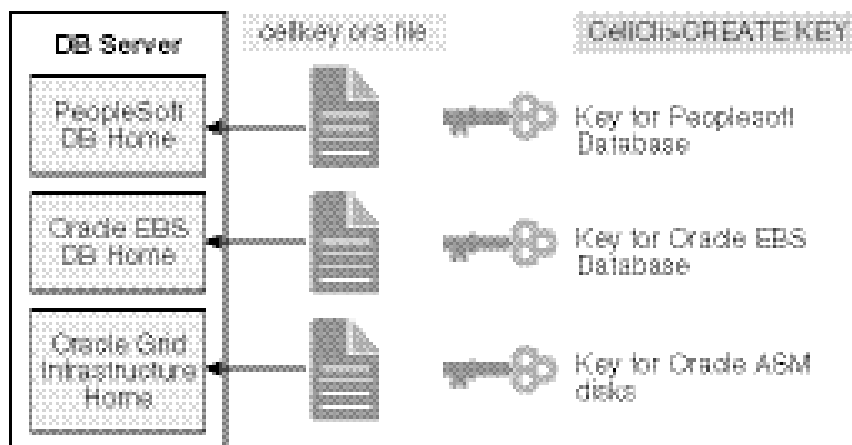 DB Server
cellkey.ora file
CellCli>CREATE KEY
PeopleSoft
DB Home
Key for Peoplesoft
Database
Oracle EBS
DB Home
Key for Oracle EBS
Database
Oracle Grid
Infrastructure
Home
Key for Oracle ASM
disks